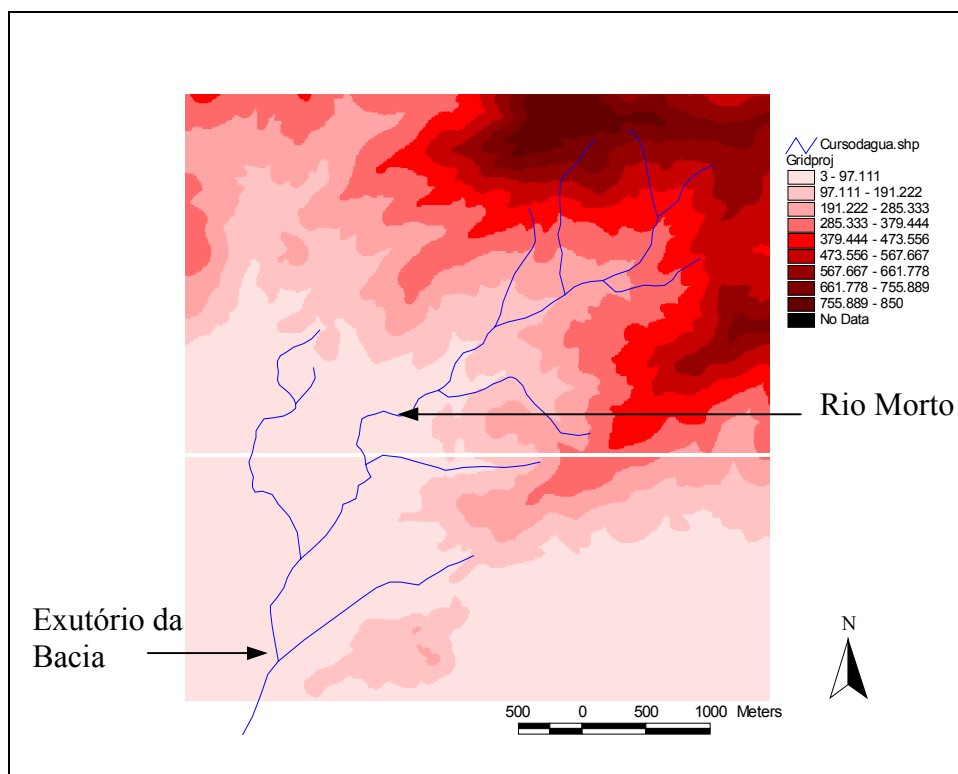 Cursodagua.shp
Gridproj
3 - 97.111
97.111 - 191.222
191.222 - 285.333
285.333 - 379.444
379.444 - 473.556
473.556 - 567.667
567.667 - 661.778
661.778 - 755.889
755.889 - 850
No Data
Rio Morto
Exutório da
Bacia
N
500 0 500 1000 Meters